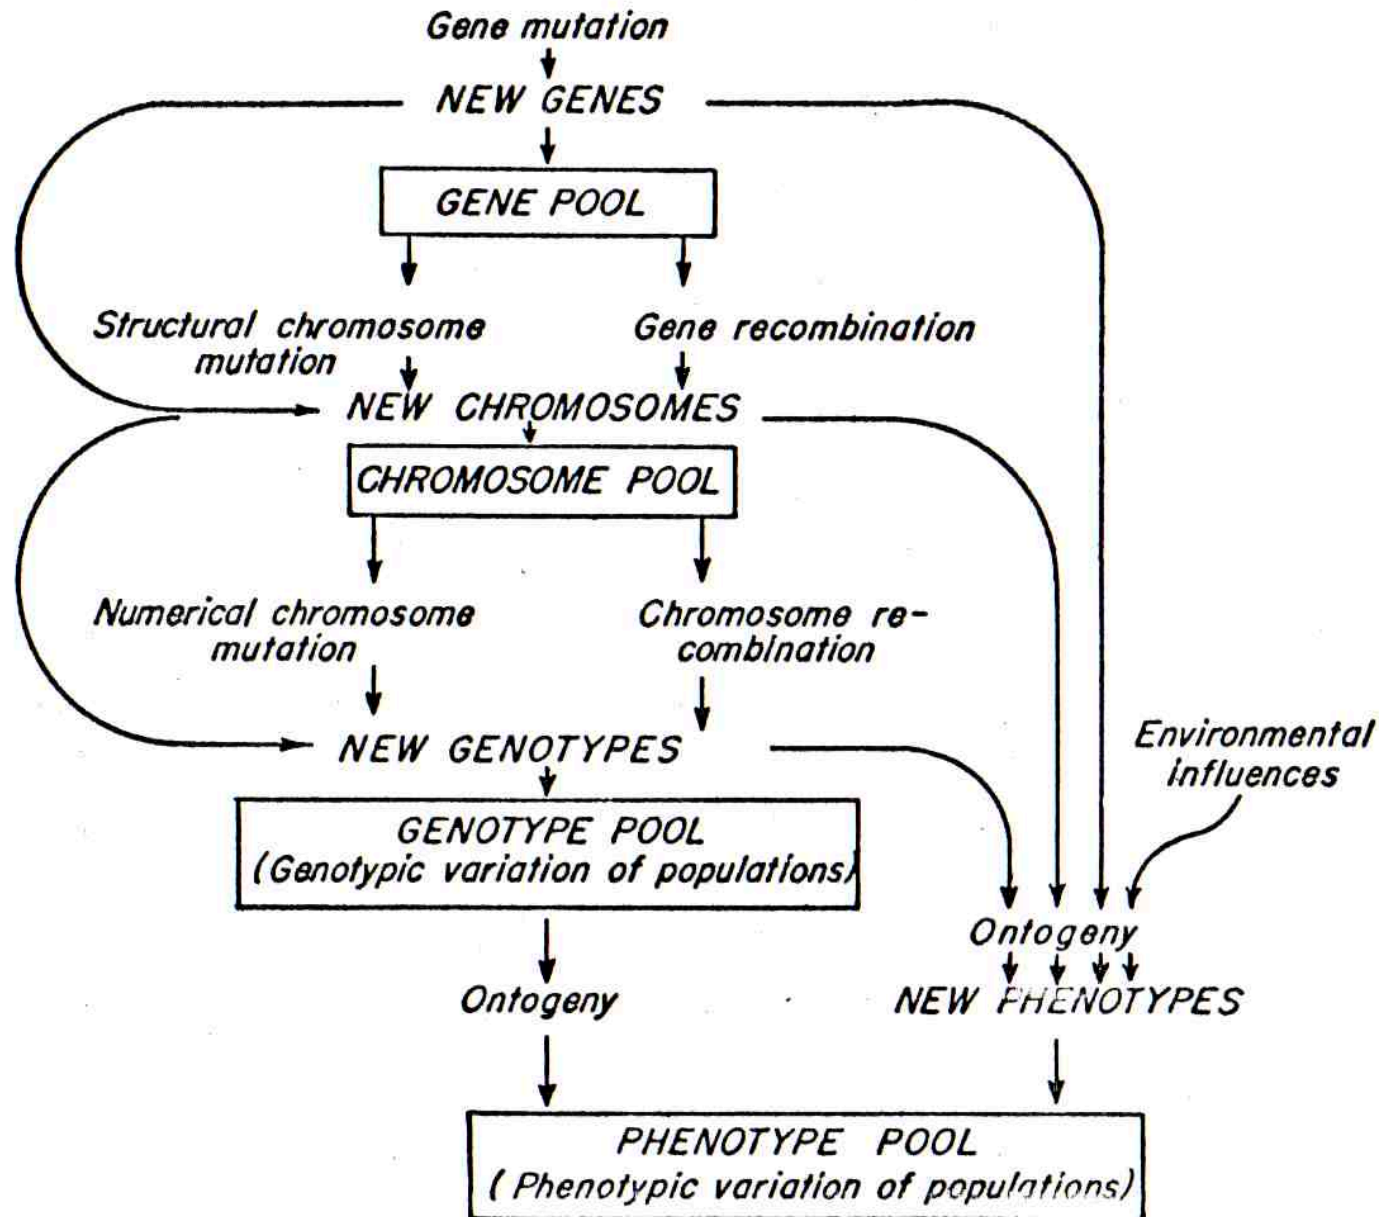 Gene mutation
NEW GENES
GENE POOL
Structural chromosome
mutation
Gene recombination
NEW CHROMOSOMES
CHROMOSOME POOL
Numerical chromosome
mutation
Chromosome re-
combination
NEW GENOTYPES
Environmental
influences
GENOTYPE POOL
(Genotypic variation of populations)
Ontogeny
Ontogeny
NEW PHENOTYPES
PHENOTYPE POOL
(Phenotypic variation of populations)